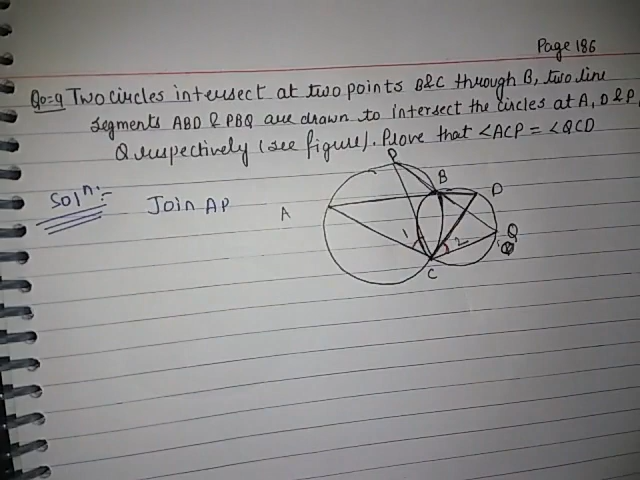 Page 186
Qo=9 Two circles intersect at two points B&C through B, two line
segments ABD & PBQ are drawn to intersect the circles at A, D & P,
Q respectively (see figure). Prove that ∠ACP = ∠QCD
Solⁿ:- Join AP
P
B
D
A
Q
1
2
C